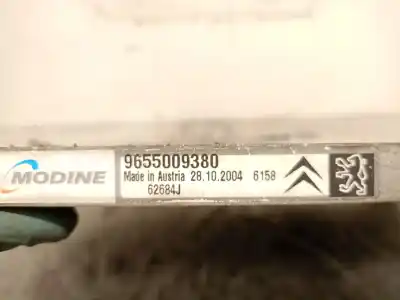 MODINE
9655009380
Made in Austria 28.10.2004 6158
62684J